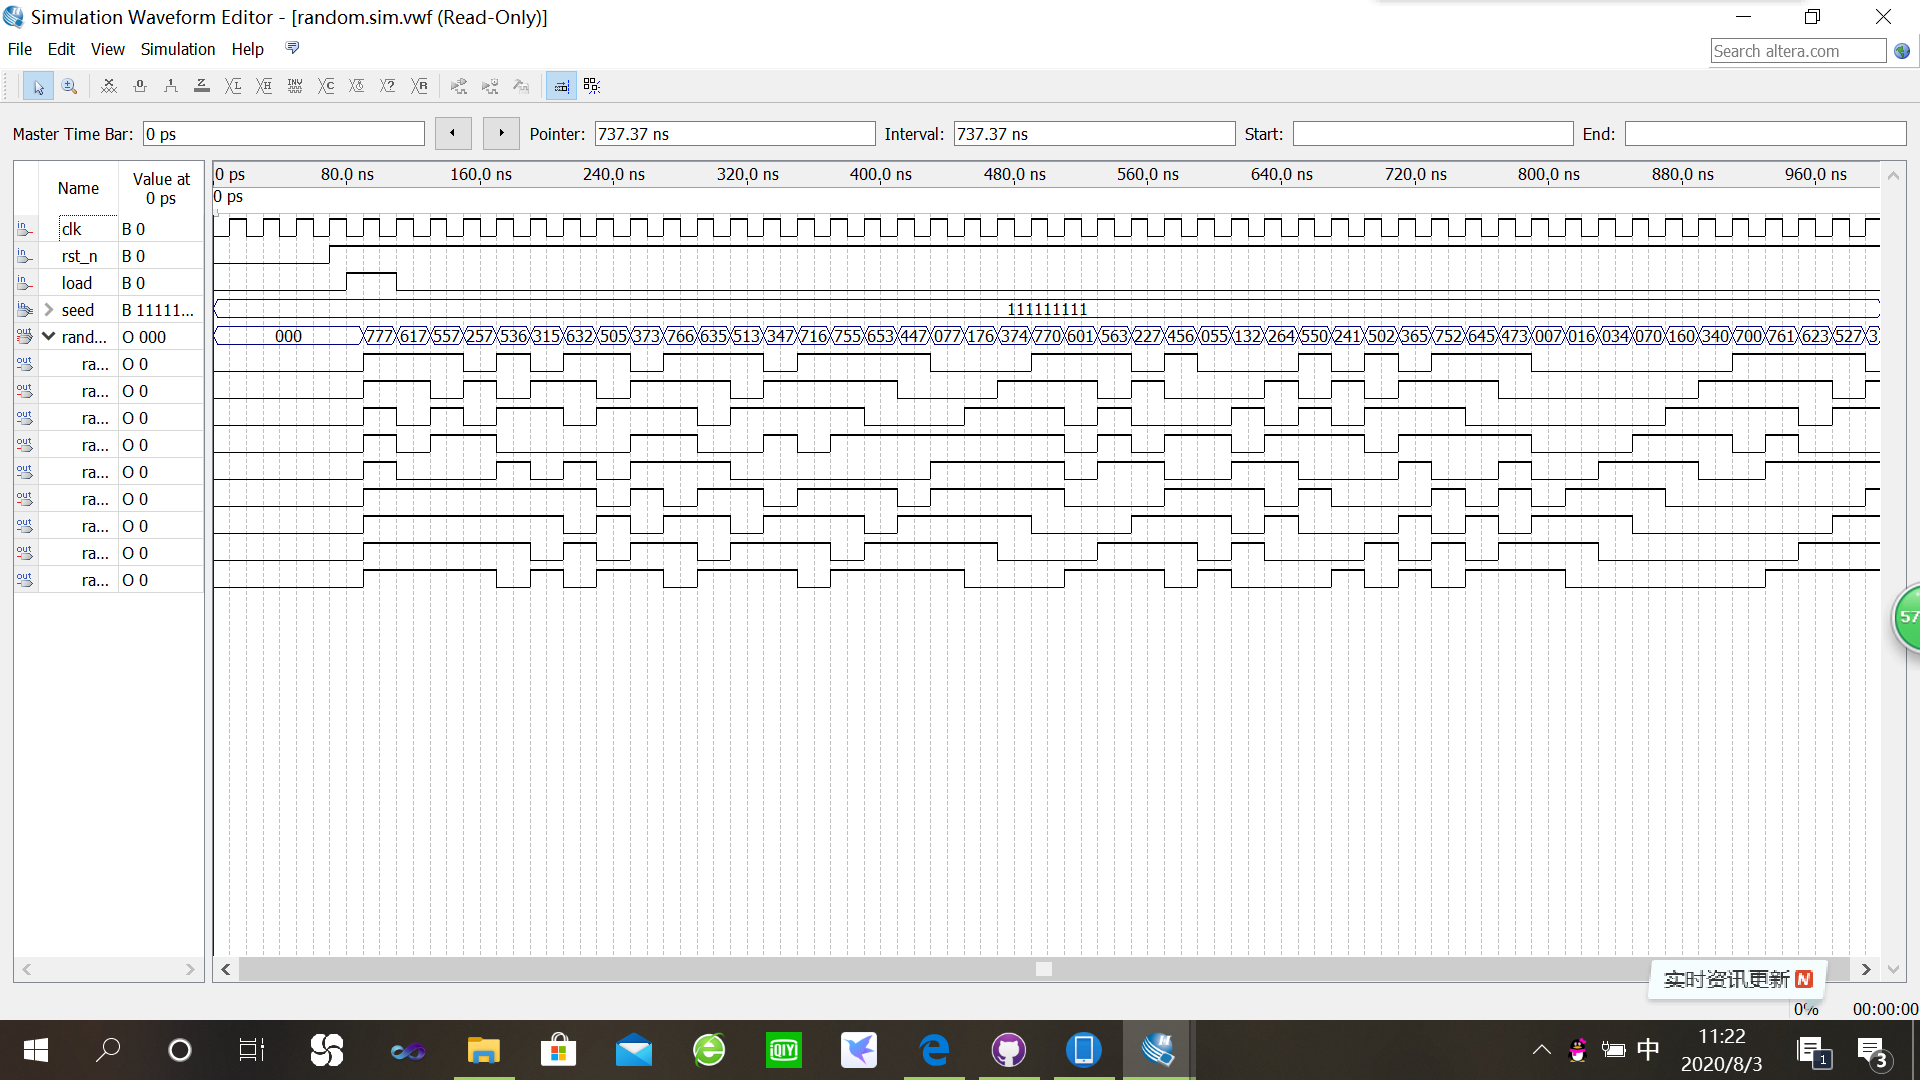 Simulation Waveform Editor - [random.sim.vwf (Read-Only)]
File Edit View Simulation Help
Search altera.com
Master Time Bar: 0 ps Pointer: 737.37 ns Interval: 737.37 ns Start: End:
Name Value at 0 ps
0 ps 80.0 ns 160.0 ns 240.0 ns 320.0 ns 400.0 ns 480.0 ns 560.0 ns 640.0 ns 720.0 ns 800.0 ns 880.0 ns 960.0 ns
0 ps
clk B 0
rst_n B 0
load B 0
seed B 11111... 111111111
rand... O 000 000 777 617 557 257 536 315 632 505 373 766 635 513 347 716 755 653 447 077 176 374 770 601 563 227 456 055 132 264 550 241 502 365 752 645 473 007 016 034 070 160 340 700 761 623 527 3
ra... O 0
ra... O 0
ra... O 0
ra... O 0
ra... O 0
ra... O 0
ra... O 0
ra... O 0
ra... O 0
57
实时资讯更新 N
0% 00:00:00
iQIYI
中
11:22
2020/8/3
1
3